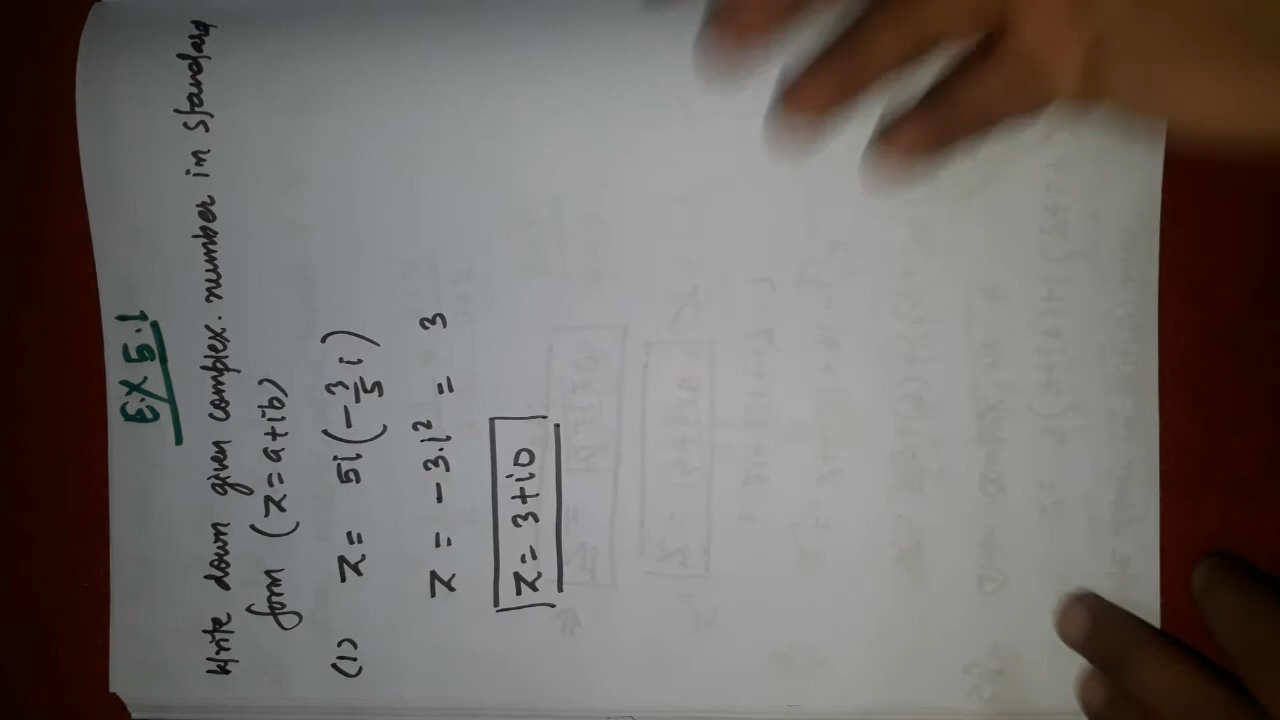 EX 5.1
Write down given complex. number in standard
form (z=a+ib)
(1) z = 5i(-3/5 i)
z = -3.i² = 3
z = 3+i0